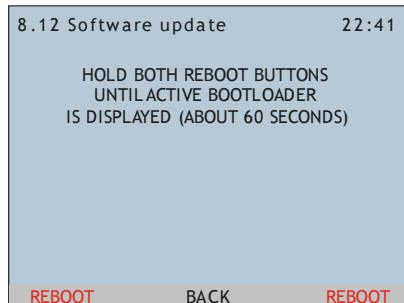 8.12 Software update 22:41
HOLD BOTH REBOOT BUTTONS
UNTIL ACTIVE BOOTLOADER
IS DISPLAYED (ABOUT 60 SECONDS)
REBOOT BACK REBOOT